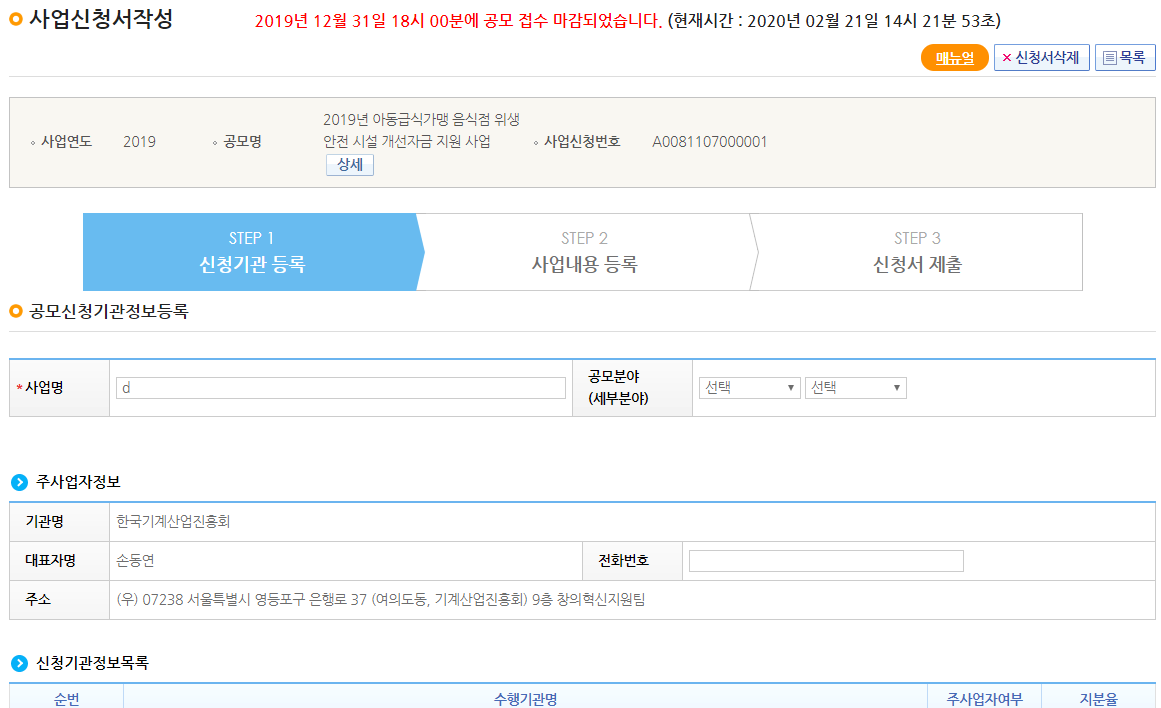 사업신청서작성 2019년 12월 31일 18시 00분에 공모 접수 마감되었습니다. (현재시간 : 2020년 02월 21일 14시 21분 53초)
매뉴얼 × 신청서삭제 목록
2019년 아동급식가맹 음식점 위생
사업연도 2019 공모명 안전 시설 개선자금 지원 사업 사업신청번호 A0081107000001
상세
STEP 1 STEP 2 STEP 3
신청기관 등록 사업내용 등록 신청서 제출
공모신청기관정보등록
공모분야
*사업명 d 선택 선택
(세부분야)
주사업자정보
기관명 한국기계산업진흥회
대표자명 손동연 전화번호
주소 (우) 07238 서울특별시 영등포구 은행로 37 (여의도동, 기계산업진흥회) 9층 창의혁신지원팀
신청기관정보목록
순번 수행기관명 주사업자여부 지분율